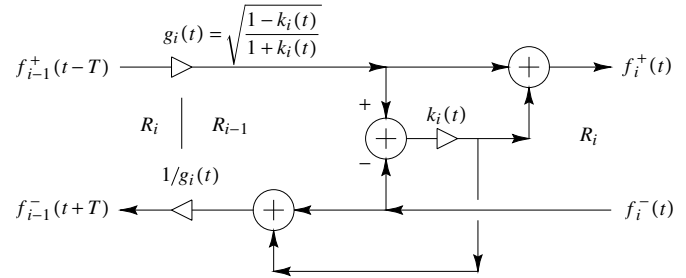 g_i(t) = √((1 − k_i(t))/(1 + k_i(t)))
f_{i-1}^+(t−T)
f_i^+(t)
+
k_i(t)
R_i
R_{i-1}
R_i
−
1/g_i(t)
f_{i-1}^-(t+T)
f_i^-(t)